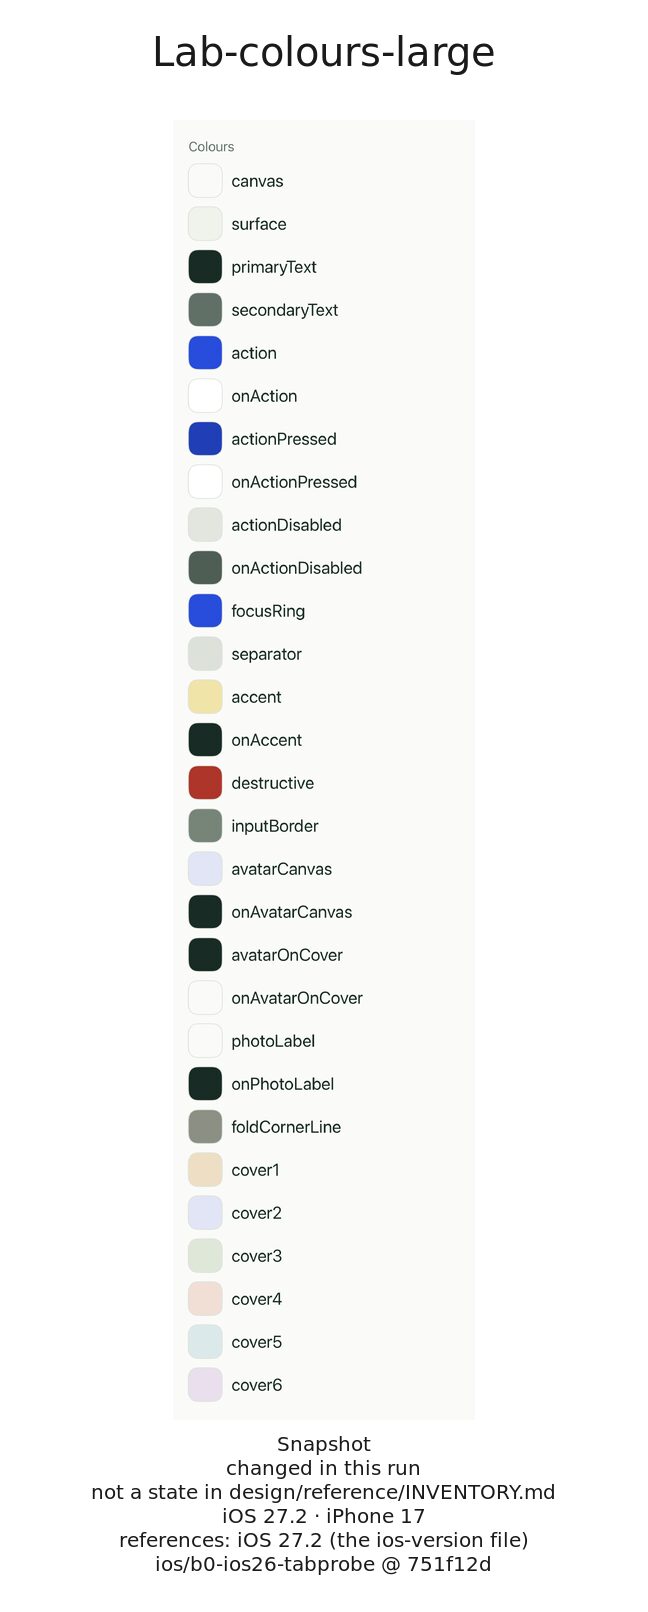 Lab-colours-large
Colours
canvas
surface
primaryText
secondaryText
action
onAction
actionPressed
onActionPressed
actionDisabled
onActionDisabled
focusRing
separator
accent
onAccent
destructive
inputBorder
avatarCanvas
onAvatarCanvas
avatarOnCover
onAvatarOnCover
photoLabel
onPhotoLabel
foldCornerLine
cover1
cover2
cover3
cover4
cover5
cover6
Snapshot
changed in this run
not a state in design/reference/INVENTORY.md
iOS 27.2 · iPhone 17
references: iOS 27.2 (the ios-version file)
ios/b0-ios26-tabprobe @ 751f12d